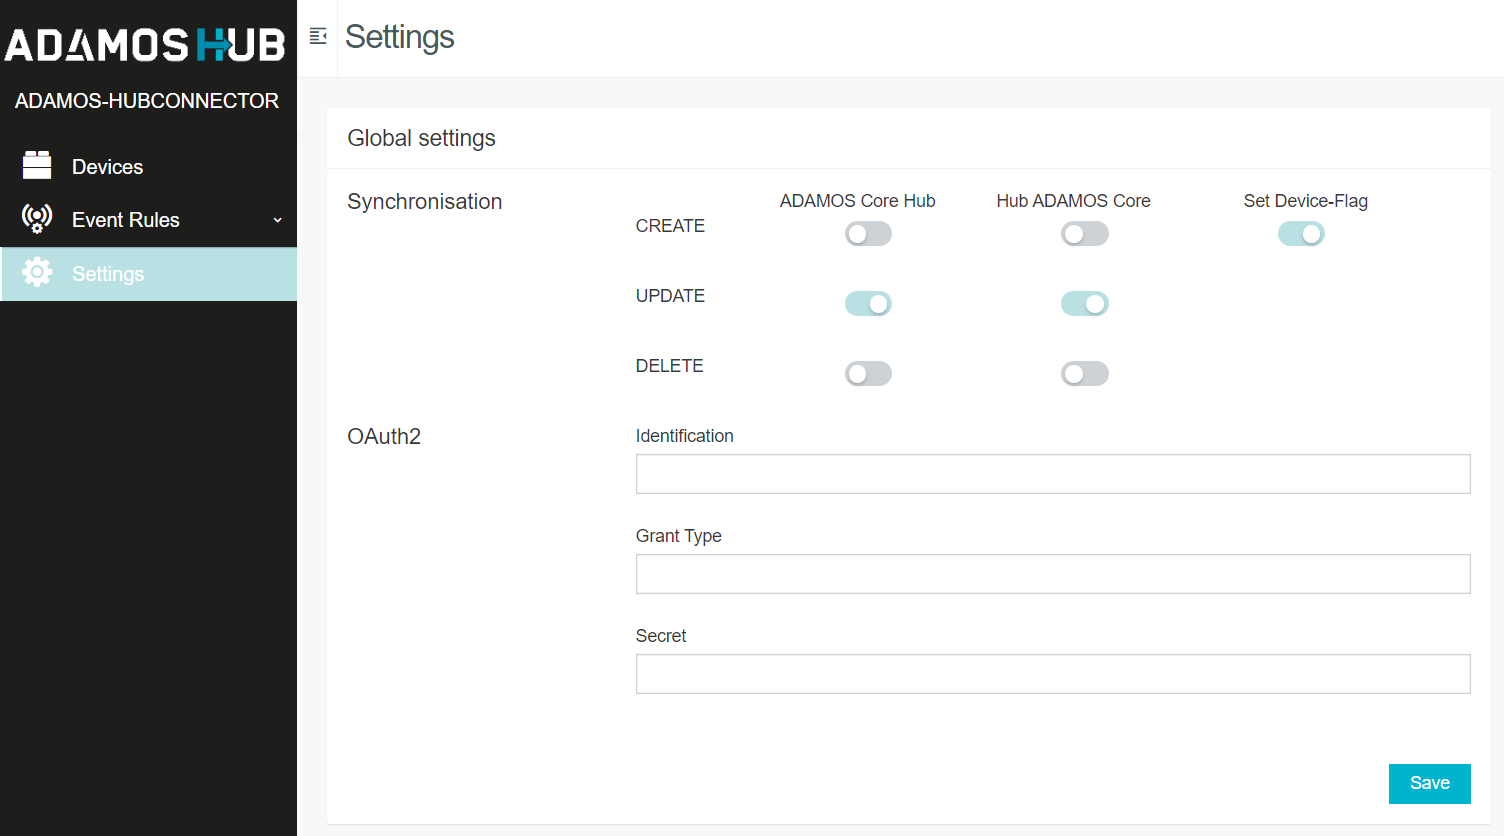 ADAMOS HUB
ADAMOS-HUBCONNECTOR
Devices
Event Rules
Settings
Settings
Global settings
Synchronisation
ADAMOS Core Hub
Hub ADAMOS Core
Set Device-Flag
CREATE
UPDATE
DELETE
OAuth2
Identification
Grant Type
Secret
Save